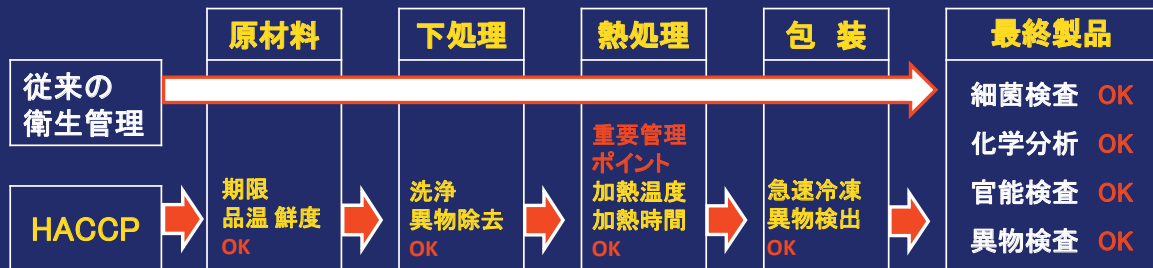 原材料
下処理
熱処理
包 装
最終製品
従来の
衛生管理
細菌検査 OK
化学分析 OK
官能検査 OK
異物検査 OK
HACCP
期限
品温 鮮度
OK
洗浄
異物除去
OK
重要管理
ポイント
加熱温度
加熱時間
OK
急速冷凍
異物検出
OK